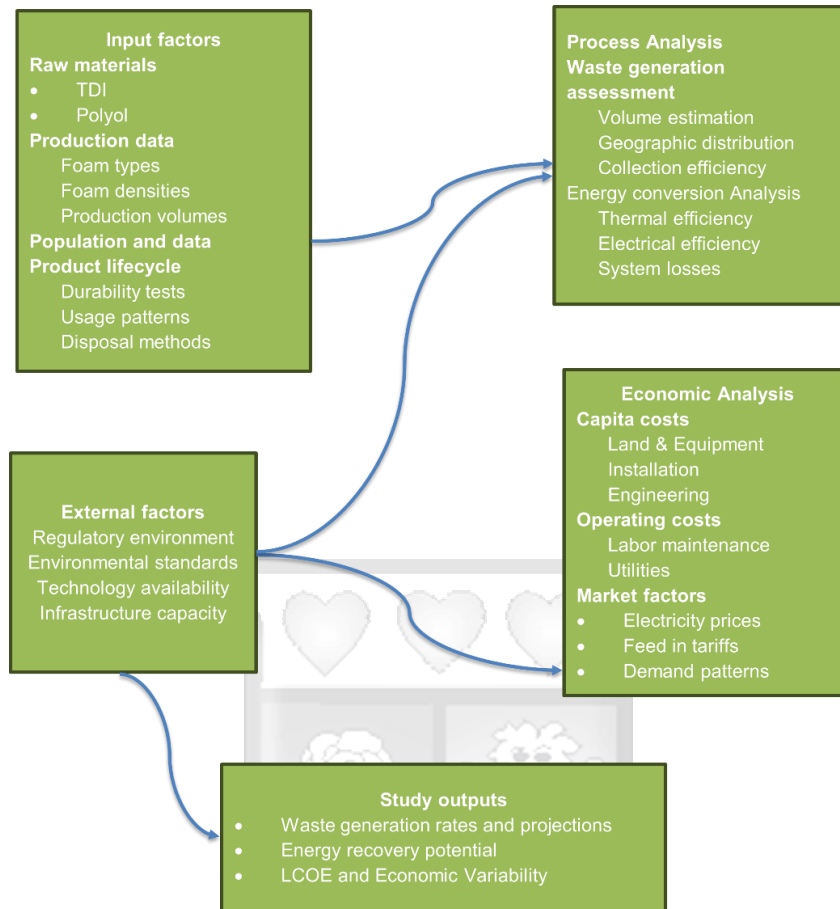 Input factors
Raw materials
• TDI
• Polyol
Production data
Foam types
Foam densities
Production volumes
Population and data
Product lifecycle
Durability tests
Usage patterns
Disposal methods
Process Analysis
Waste generation
assessment
Volume estimation
Geographic distribution
Collection efficiency
Energy conversion Analysis
Thermal efficiency
Electrical efficiency
System losses
External factors
Regulatory environment
Environmental standards
Technology availability
Infrastructure capacity
Economic Analysis
Capita costs
Land & Equipment
Installation
Engineering
Operating costs
Labor maintenance
Utilities
Market factors
• Electricity prices
• Feed in tariffs
• Demand patterns
Study outputs
• Waste generation rates and projections
• Energy recovery potential
• LCOE and Economic Variability